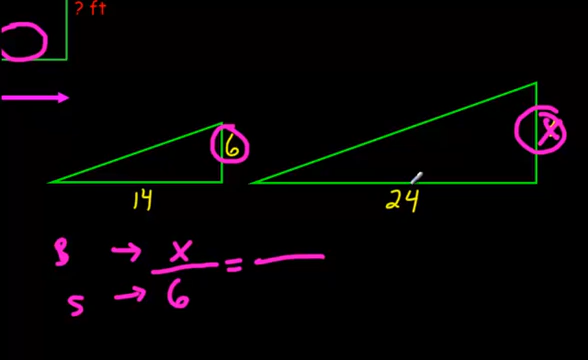 ? ft
6
x
14
24
B → x/6 = —
S →